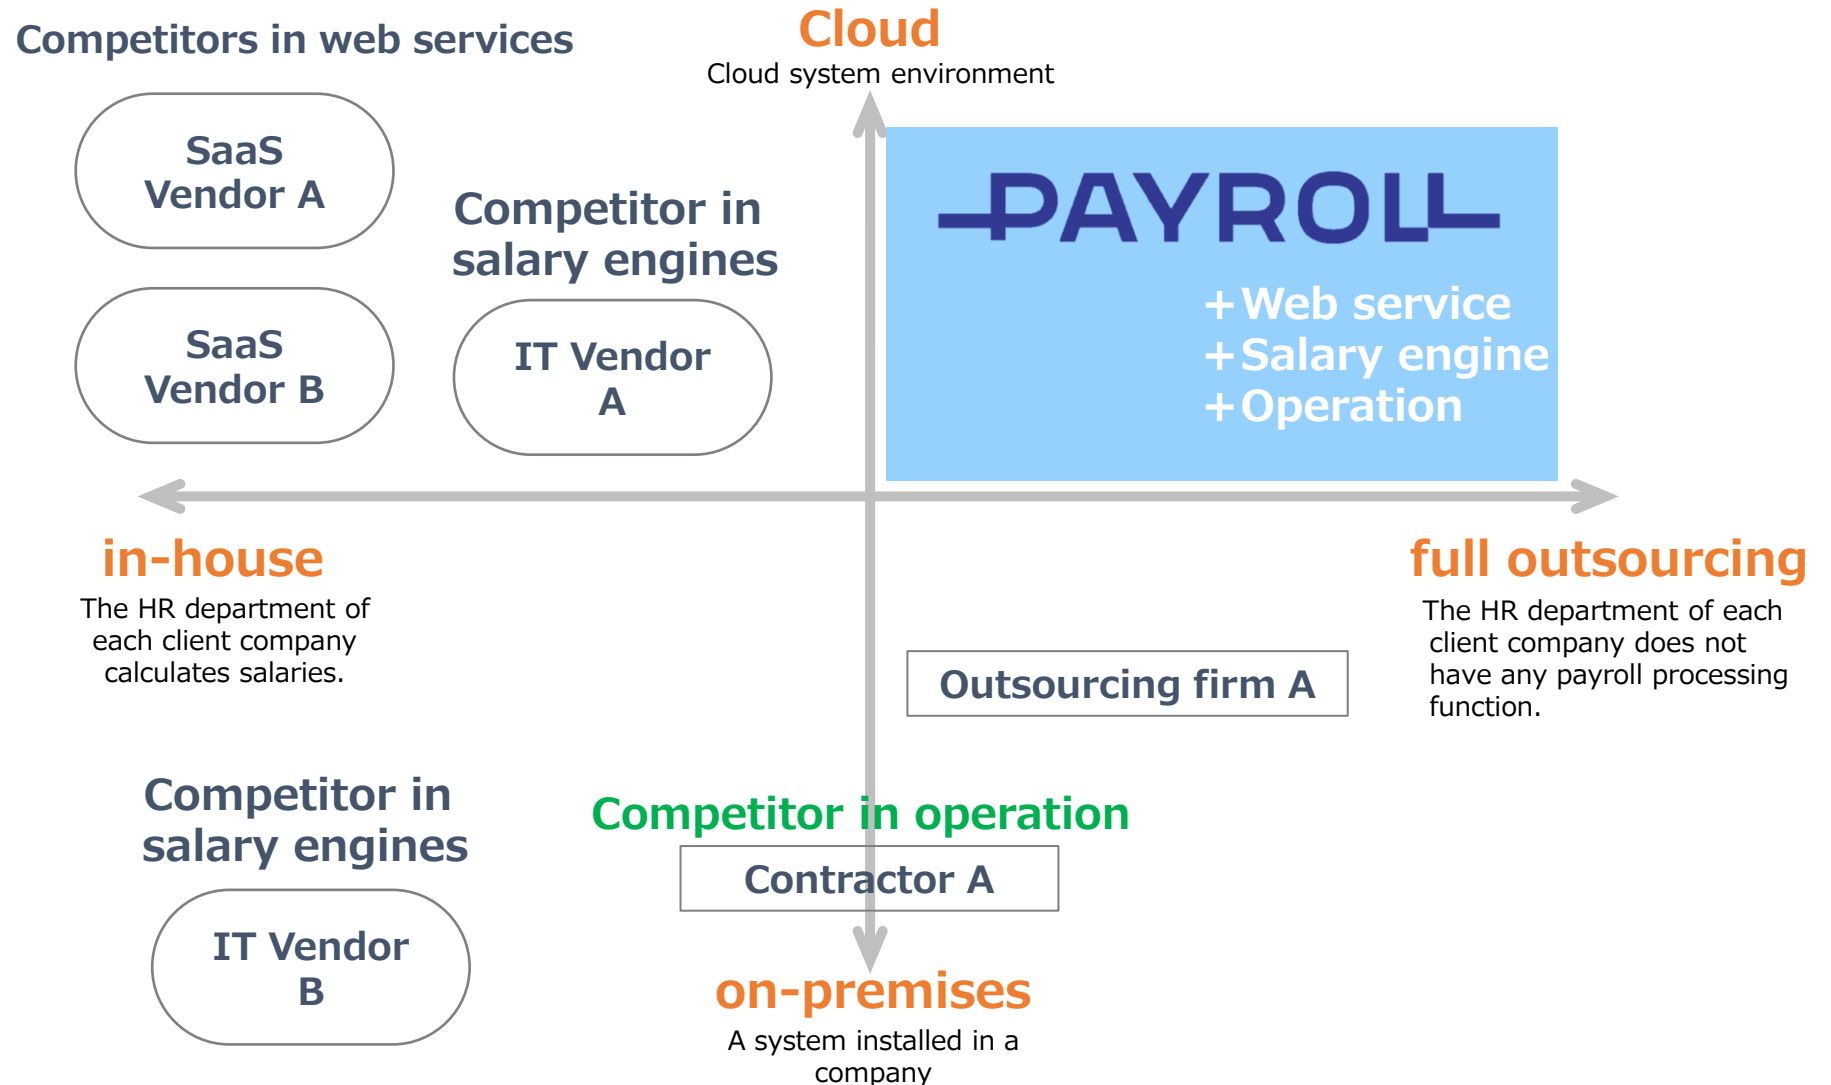 Competitors in web services
Cloud
Cloud system environment
SaaS
Vendor A
SaaS
Vendor B
Competitor in
salary engines
IT Vendor
A
PAYROLL
+Web service
+Salary engine
+Operation
in-house
The HR department of
each client company
calculates salaries.
full outsourcing
The HR department of each
client company does not
have any payroll processing
function.
Outsourcing firm A
Competitor in
salary engines
IT Vendor
B
Competitor in operation
Contractor A
on-premises
A system installed in a
company